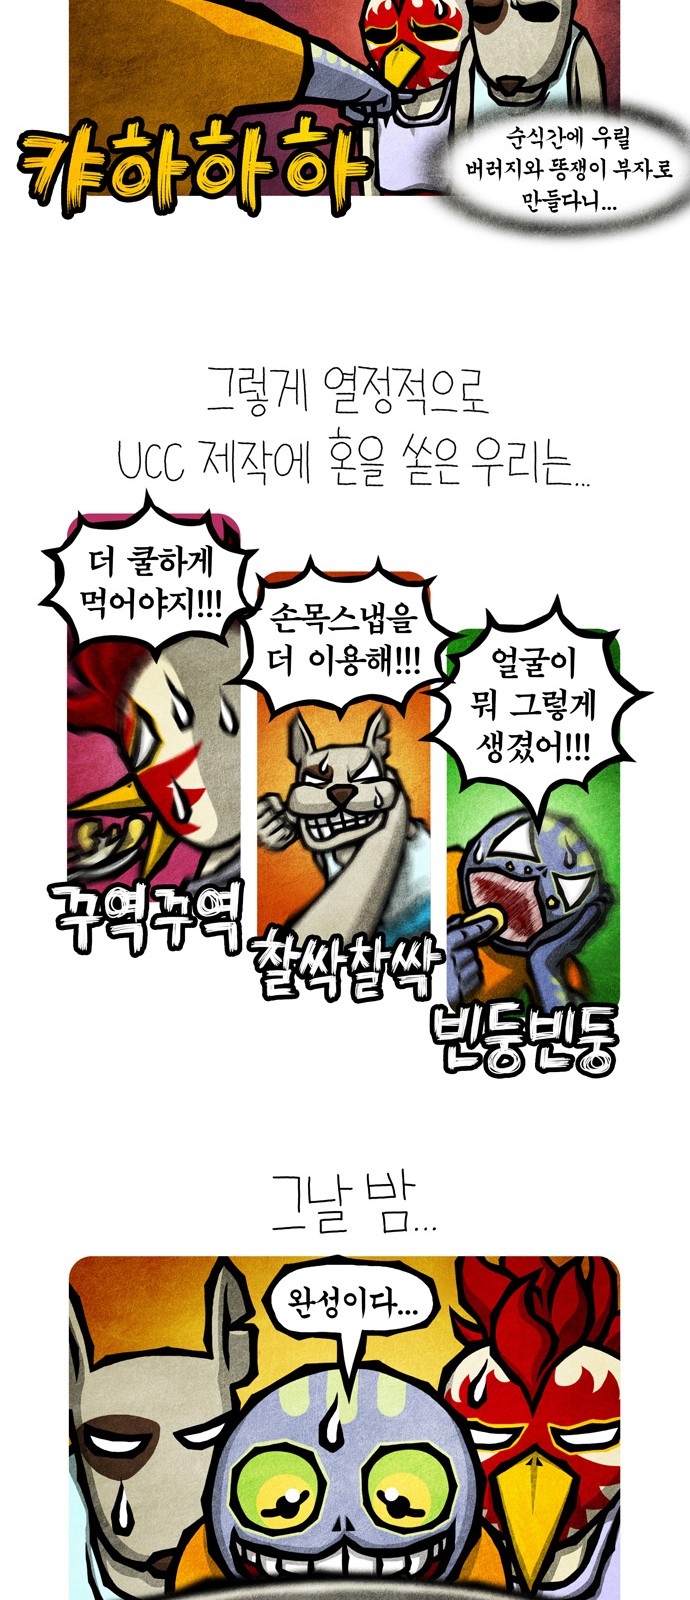 캬하하하
순식간에 우릴
버러지와 똥쟁이 부자로
만들다니...
그렇게 열정적으로
UCC 제작에 혼을 쏟은 우리는...
더 쿨하게
먹어야지!!!
손목스냅을
더 이용해!!!
얼굴이
뭐 그렇게
생겼어!!!
꾸역꾸역
찰싹찰싹
빈둥빈둥
그날 밤...
완성이다...